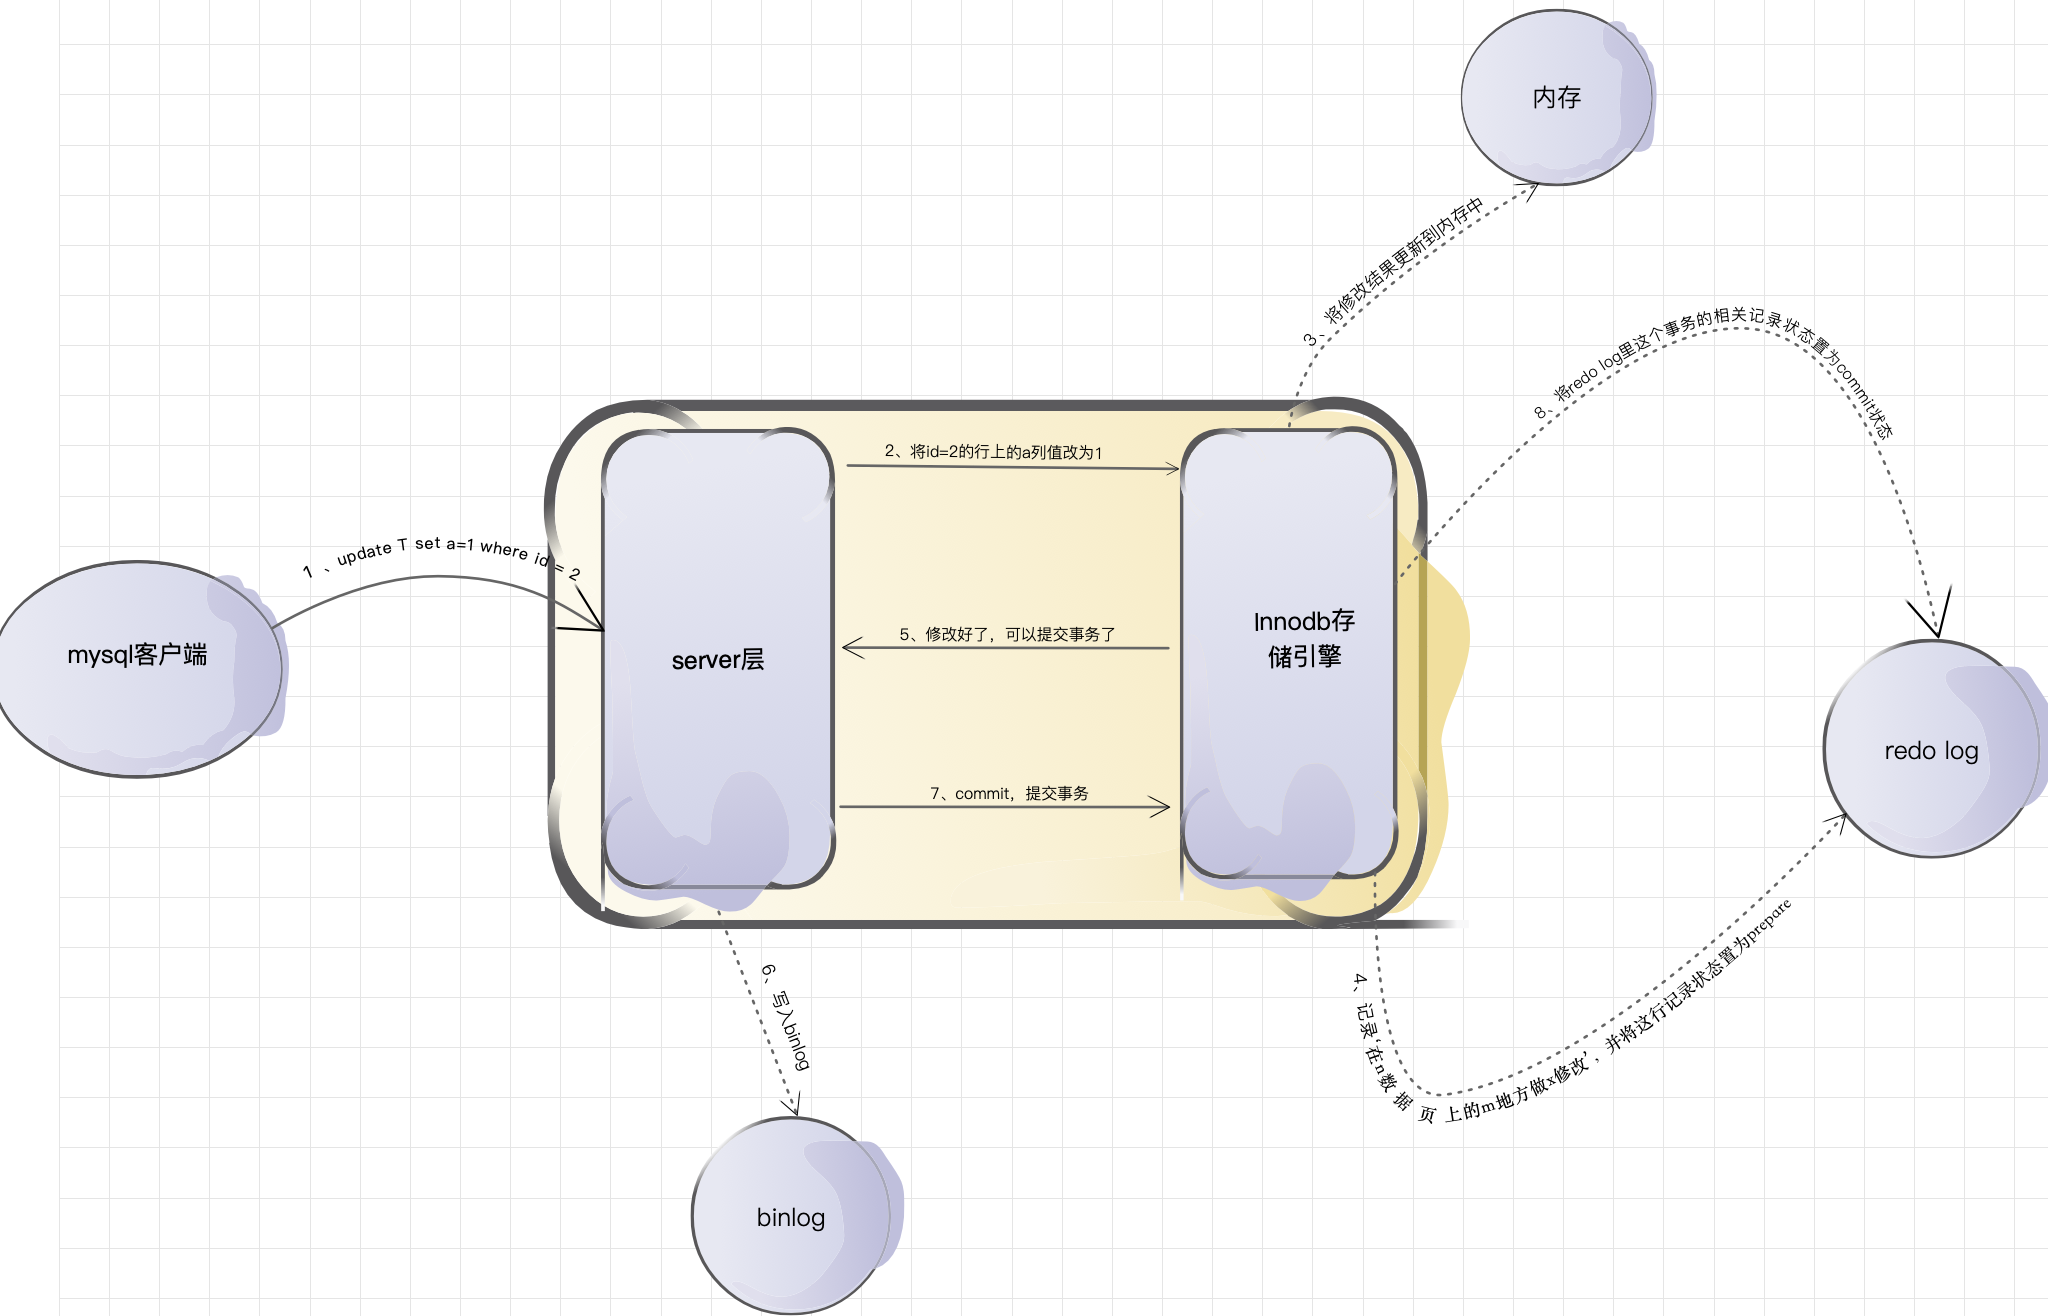 内存
3、将修改结果更新到内存中
8、将redo log里这个事务的相关记录状态置为commit状态
2、将id=2的行上的a列值改为1
1 、update T set a=1 where id = 2
mysql客户端
server层
5、修改好了，可以提交事务了
Innodb存
储引擎
redo log
7、commit，提交事务
6、写入binlog
4、记录‘在n数 据 页 上的m地方做x修改’，并将这行记录状态置为prepare
binlog